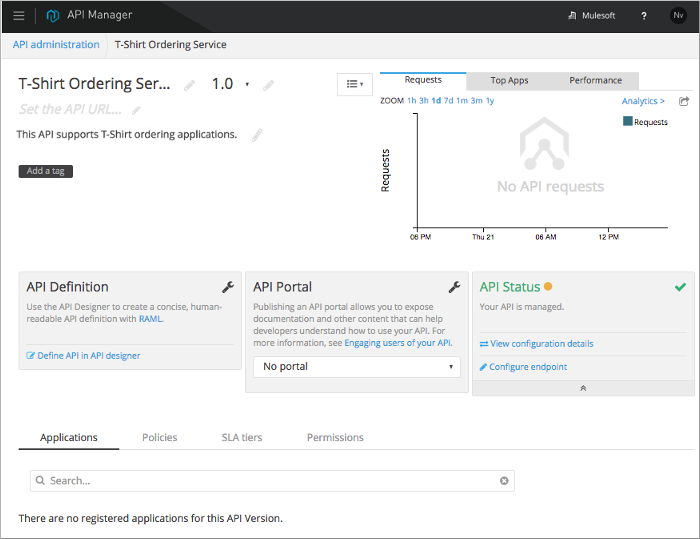 API Manager
Mulesoft
?
Nv
API administration
T-Shirt Ordering Service
T-Shirt Ordering Ser...
1.0
Set the API URL...
This API supports T-Shirt ordering applications.
Add a tag
Requests
Top Apps
Performance
ZOOM 1h 3h 1d 7d 1m 3m 1y
Analytics >
Requests
Requests
No API requests
06 PM
Thu 21
06 AM
12 PM
API Definition
Use the API Designer to create a concise, human-
readable API definition with RAML.
Define API in API designer
API Portal
Publishing an API portal allows you to expose
documentation and other content that can help
developers understand how to use your API. For
more information, see Engaging users of your API.
No portal
API Status
Your API is managed.
View configuration details
Configure endpoint
Applications
Policies
SLA tiers
Permissions
Search...
There are no registered applications for this API Version.